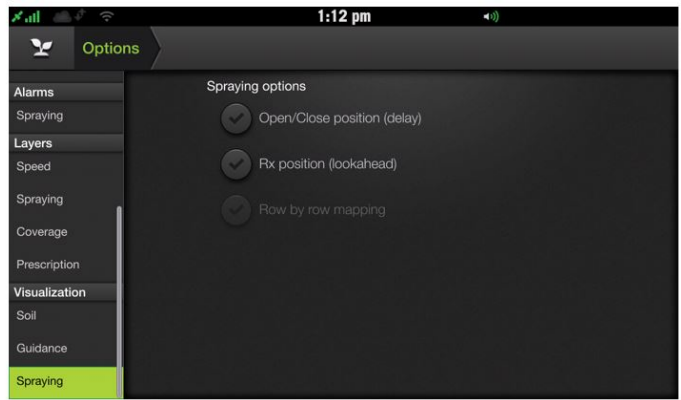 1:12 pm
Options
Alarms
Spraying
Layers
Speed
Spraying
Coverage
Prescription
Visualization
Soil
Guidance
Spraying
Spraying options
Open/Close position (delay)
Rx position (lookahead)
Row by row mapping